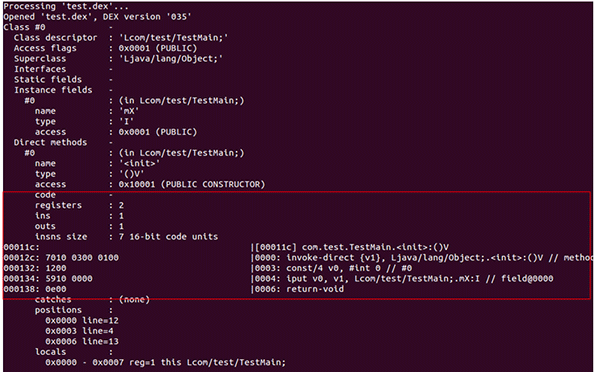 Processing 'test.dex'...
Opened 'test.dex', DEX version '035'
Class #0 -
Class descriptor : 'Lcom/test/TestMain;'
Access flags : 0x0001 (PUBLIC)
Superclass : 'Ljava/lang/Object;'
Interfaces -
Static fields -
Instance fields -
#0 : (in Lcom/test/TestMain;)
name : 'mX'
type : 'I'
access : 0x0001 (PUBLIC)
Direct methods -
#0 : (in Lcom/test/TestMain;)
name : '<init>'
type : '()V'
access : 0x10001 (PUBLIC CONSTRUCTOR)
code -
registers : 2
ins : 1
outs : 1
insns size : 7 16-bit code units
00011c: |[00011c] com.test.TestMain.<init>:()V
00012c: 7010 0300 0100 |0000: invoke-direct {v1}, Ljava/lang/Object;.<init>:()V // metho
000132: 1200 |0003: const/4 v0, #int 0 // #0
000134: 5910 0000 |0004: iput v0, v1, Lcom/test/TestMain;.mX:I // field@0000
000138: 0e00 |0006: return-void
catches : (none)
positions :
0x0000 line=12
0x0003 line=4
0x0006 line=13
locals :
0x0000 - 0x0007 reg=1 this Lcom/test/TestMain;